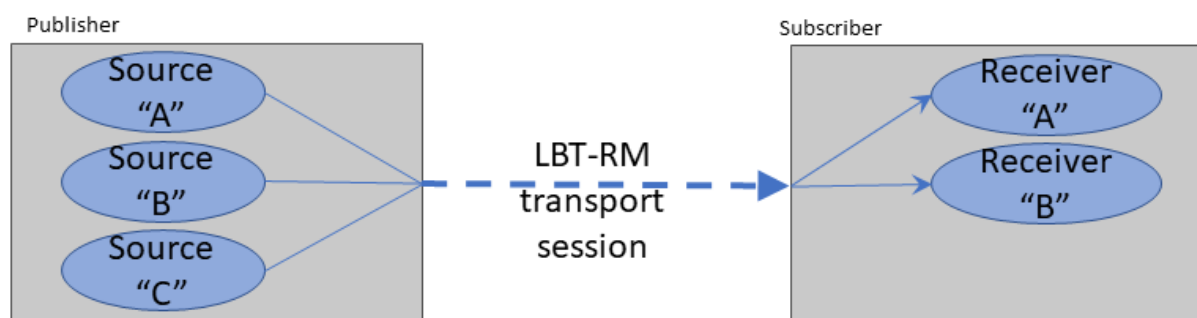 Publisher
Source
“A”
Source
“B”
Source
“C”
LBT-RM
transport
session
Subscriber
Receiver
“A”
Receiver
“B”